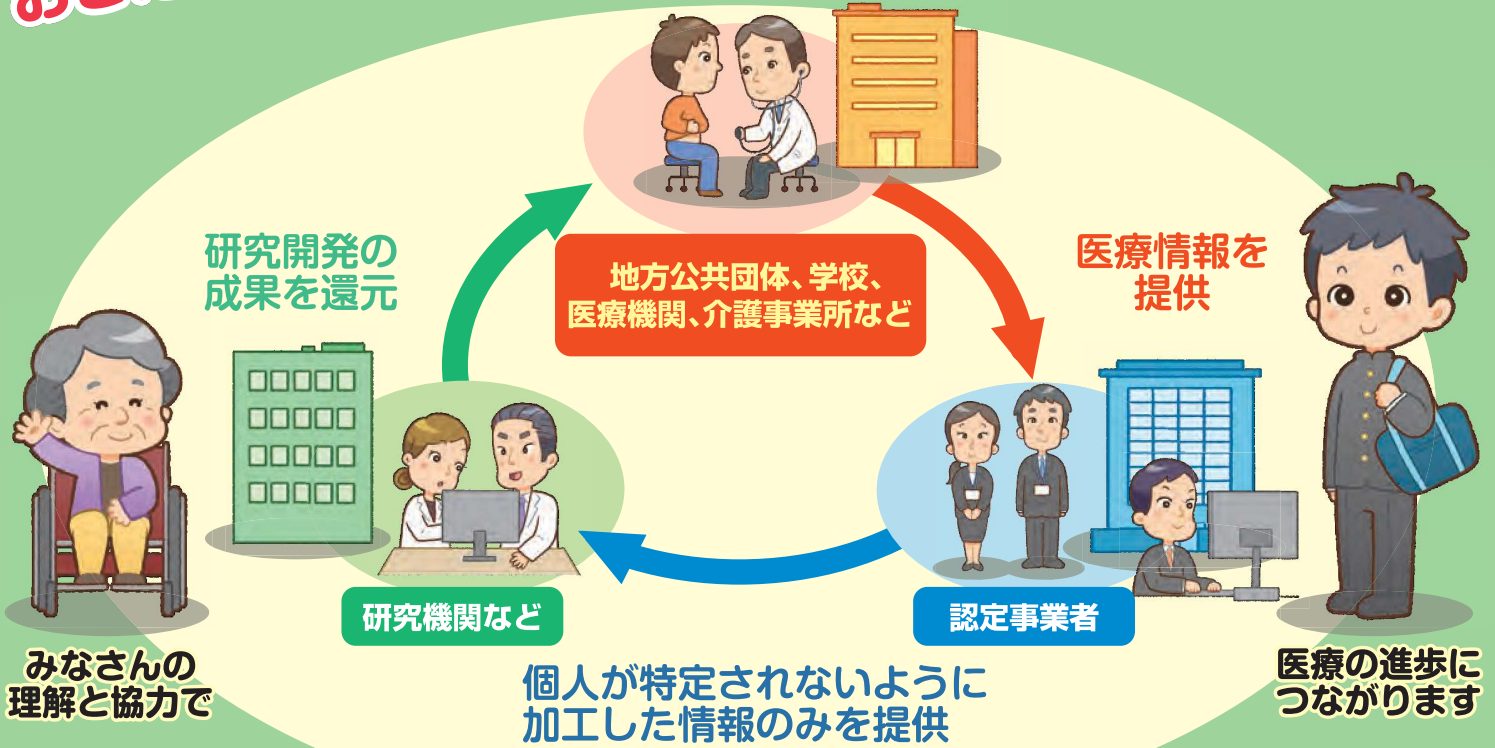 研究開発の
成果を還元
地方公共団体、学校、
医療機関、介護事業所など
医療情報を
提供
研究機関など
認定事業者
みなさんの
理解と協力で
個人が特定されないように
加工した情報のみを提供
医療の進歩に
つながります